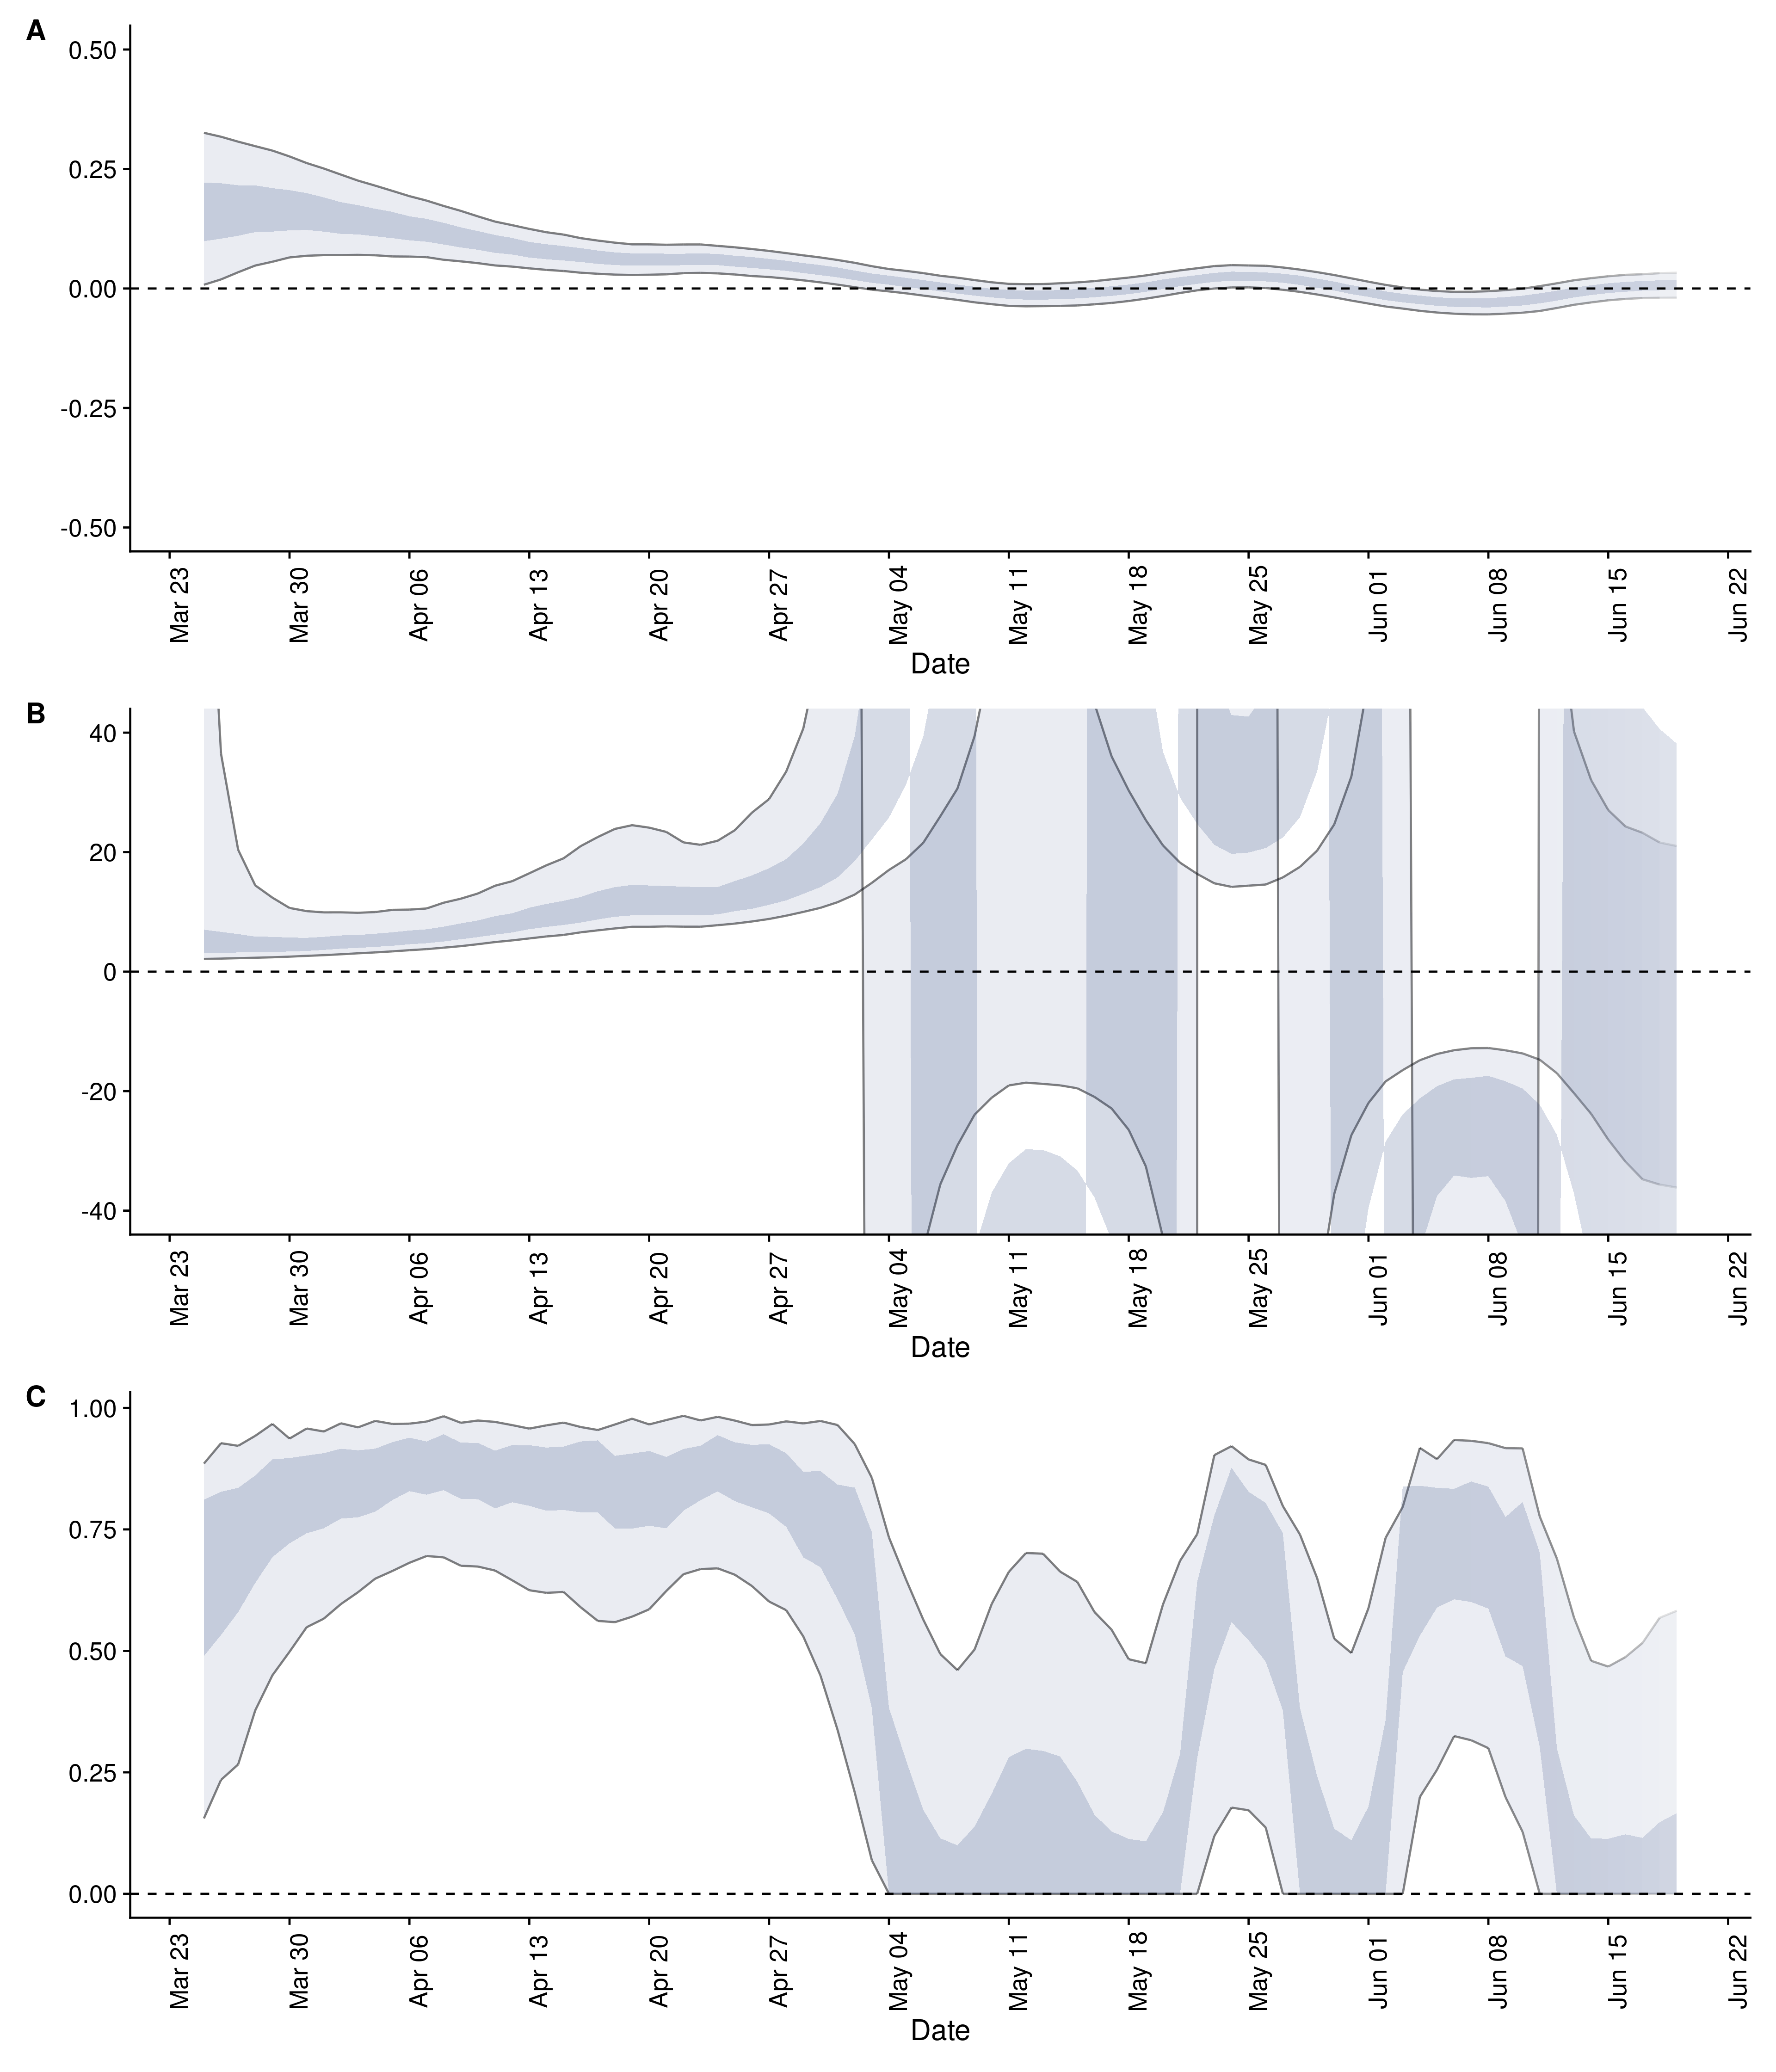 A
0.50
0.25
0.00
-0.25
-0.50
Mar 23
Mar 30
Apr 06
Apr 13
Apr 20
Apr 27
May 04
May 11
May 18
May 25
Jun 01
Jun 08
Jun 15
Jun 22
Date
B
40
20
0
-20
-40
Mar 23
Mar 30
Apr 06
Apr 13
Apr 20
Apr 27
May 04
May 11
May 18
May 25
Jun 01
Jun 08
Jun 15
Jun 22
Date
C
1.00
0.75
0.50
0.25
0.00
Mar 23
Mar 30
Apr 06
Apr 13
Apr 20
Apr 27
May 04
May 11
May 18
May 25
Jun 01
Jun 08
Jun 15
Jun 22
Date